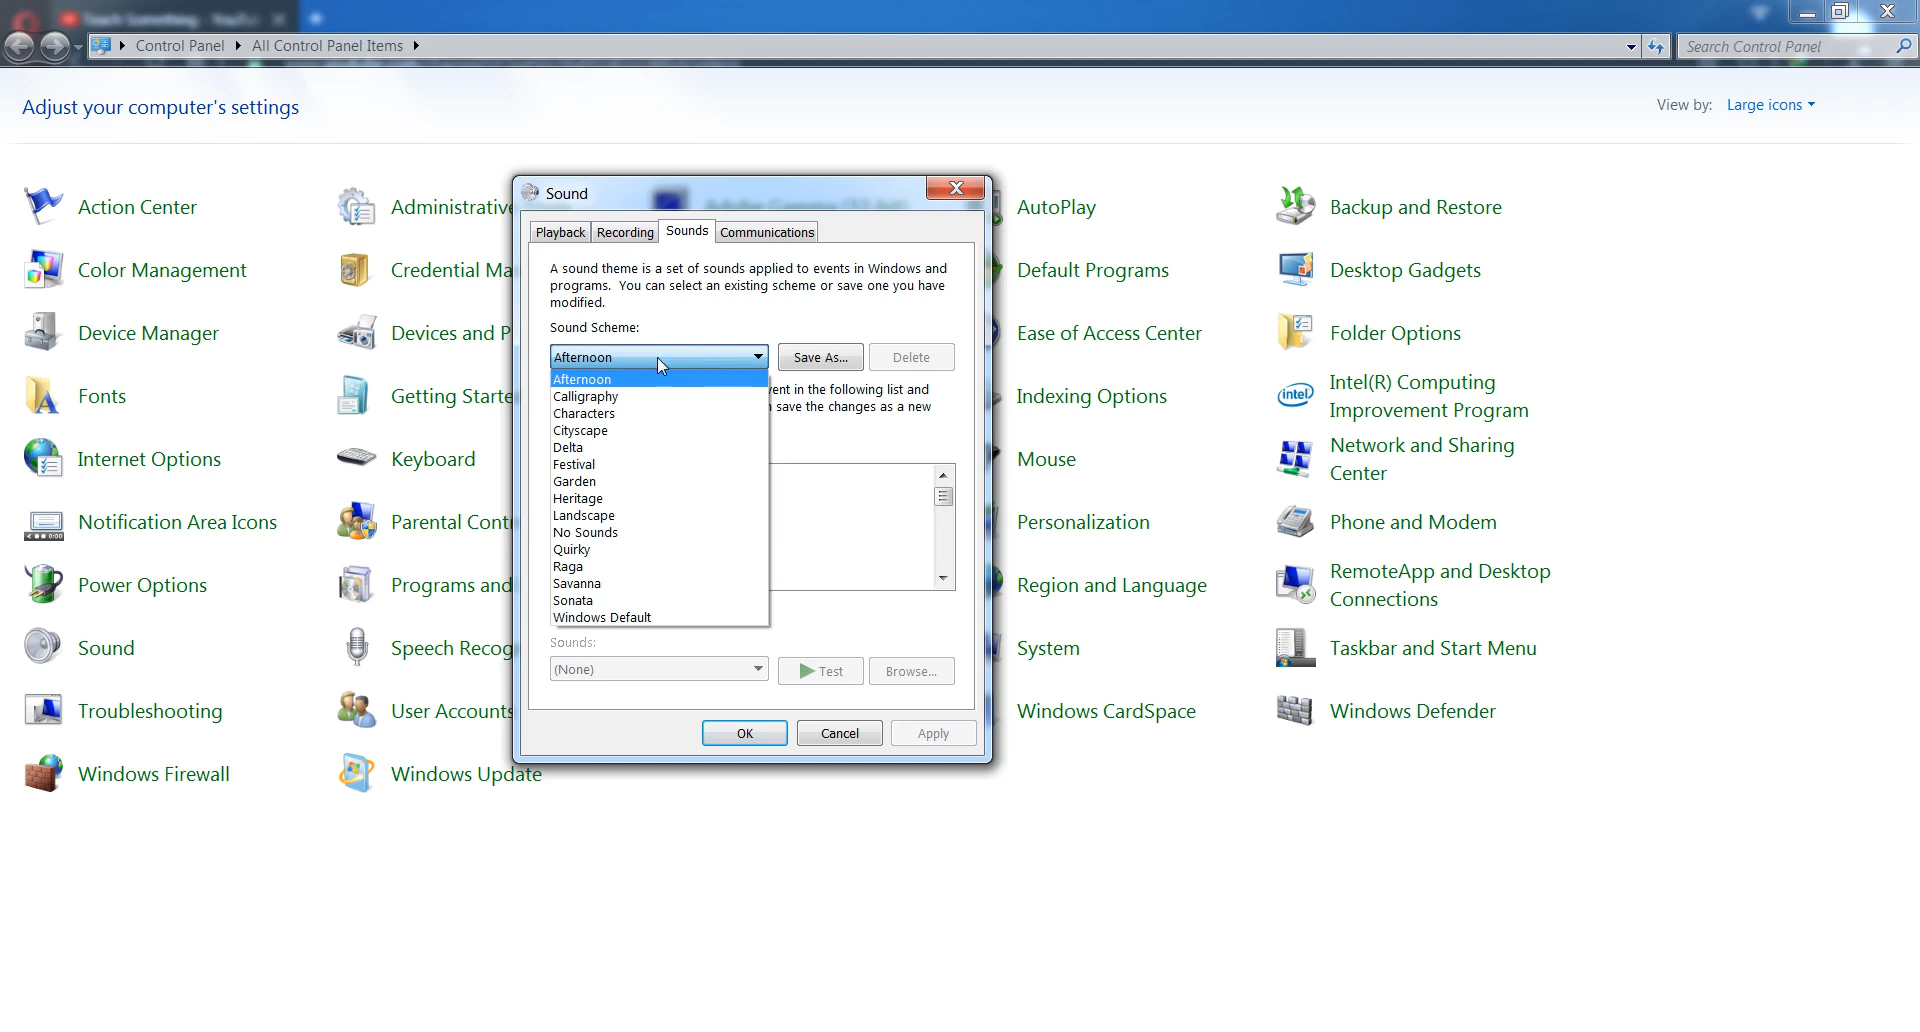 Teach Something - YouTu
Control Panel
All Control Panel Items
Search Control Panel
Adjust your computer's settings
View by: Large icons
Action Center
Administrative
AutoPlay
Backup and Restore
Color Management
Credential Ma
Default Programs
Desktop Gadgets
Device Manager
Devices and P
Ease of Access Center
Folder Options
Fonts
Getting Starte
Indexing Options
Intel(R) Computing
Improvement Program
Internet Options
Keyboard
Mouse
Network and Sharing
Center
Notification Area Icons
Parental Cont
Personalization
Phone and Modem
Power Options
Programs and
Region and Language
RemoteApp and Desktop
Connections
Sound
Speech Recog
System
Taskbar and Start Menu
Troubleshooting
User Accounts
Windows CardSpace
Windows Defender
Windows Firewall
Windows Update
Sound
Playback
Recording
Sounds
Communications
A sound theme is a set of sounds applied to events in Windows and
programs. You can select an existing scheme or save one you have
modified.
Sound Scheme:
Afternoon
Save As...
Delete
Afternoon
Calligraphy
Characters
Cityscape
Delta
Festival
Garden
Heritage
Landscape
No Sounds
Quirky
Raga
Savanna
Sonata
Windows Default
vent in the following list and
save the changes as a new
Sounds:
(None)
Test
Browse...
OK
Cancel
Apply
intel